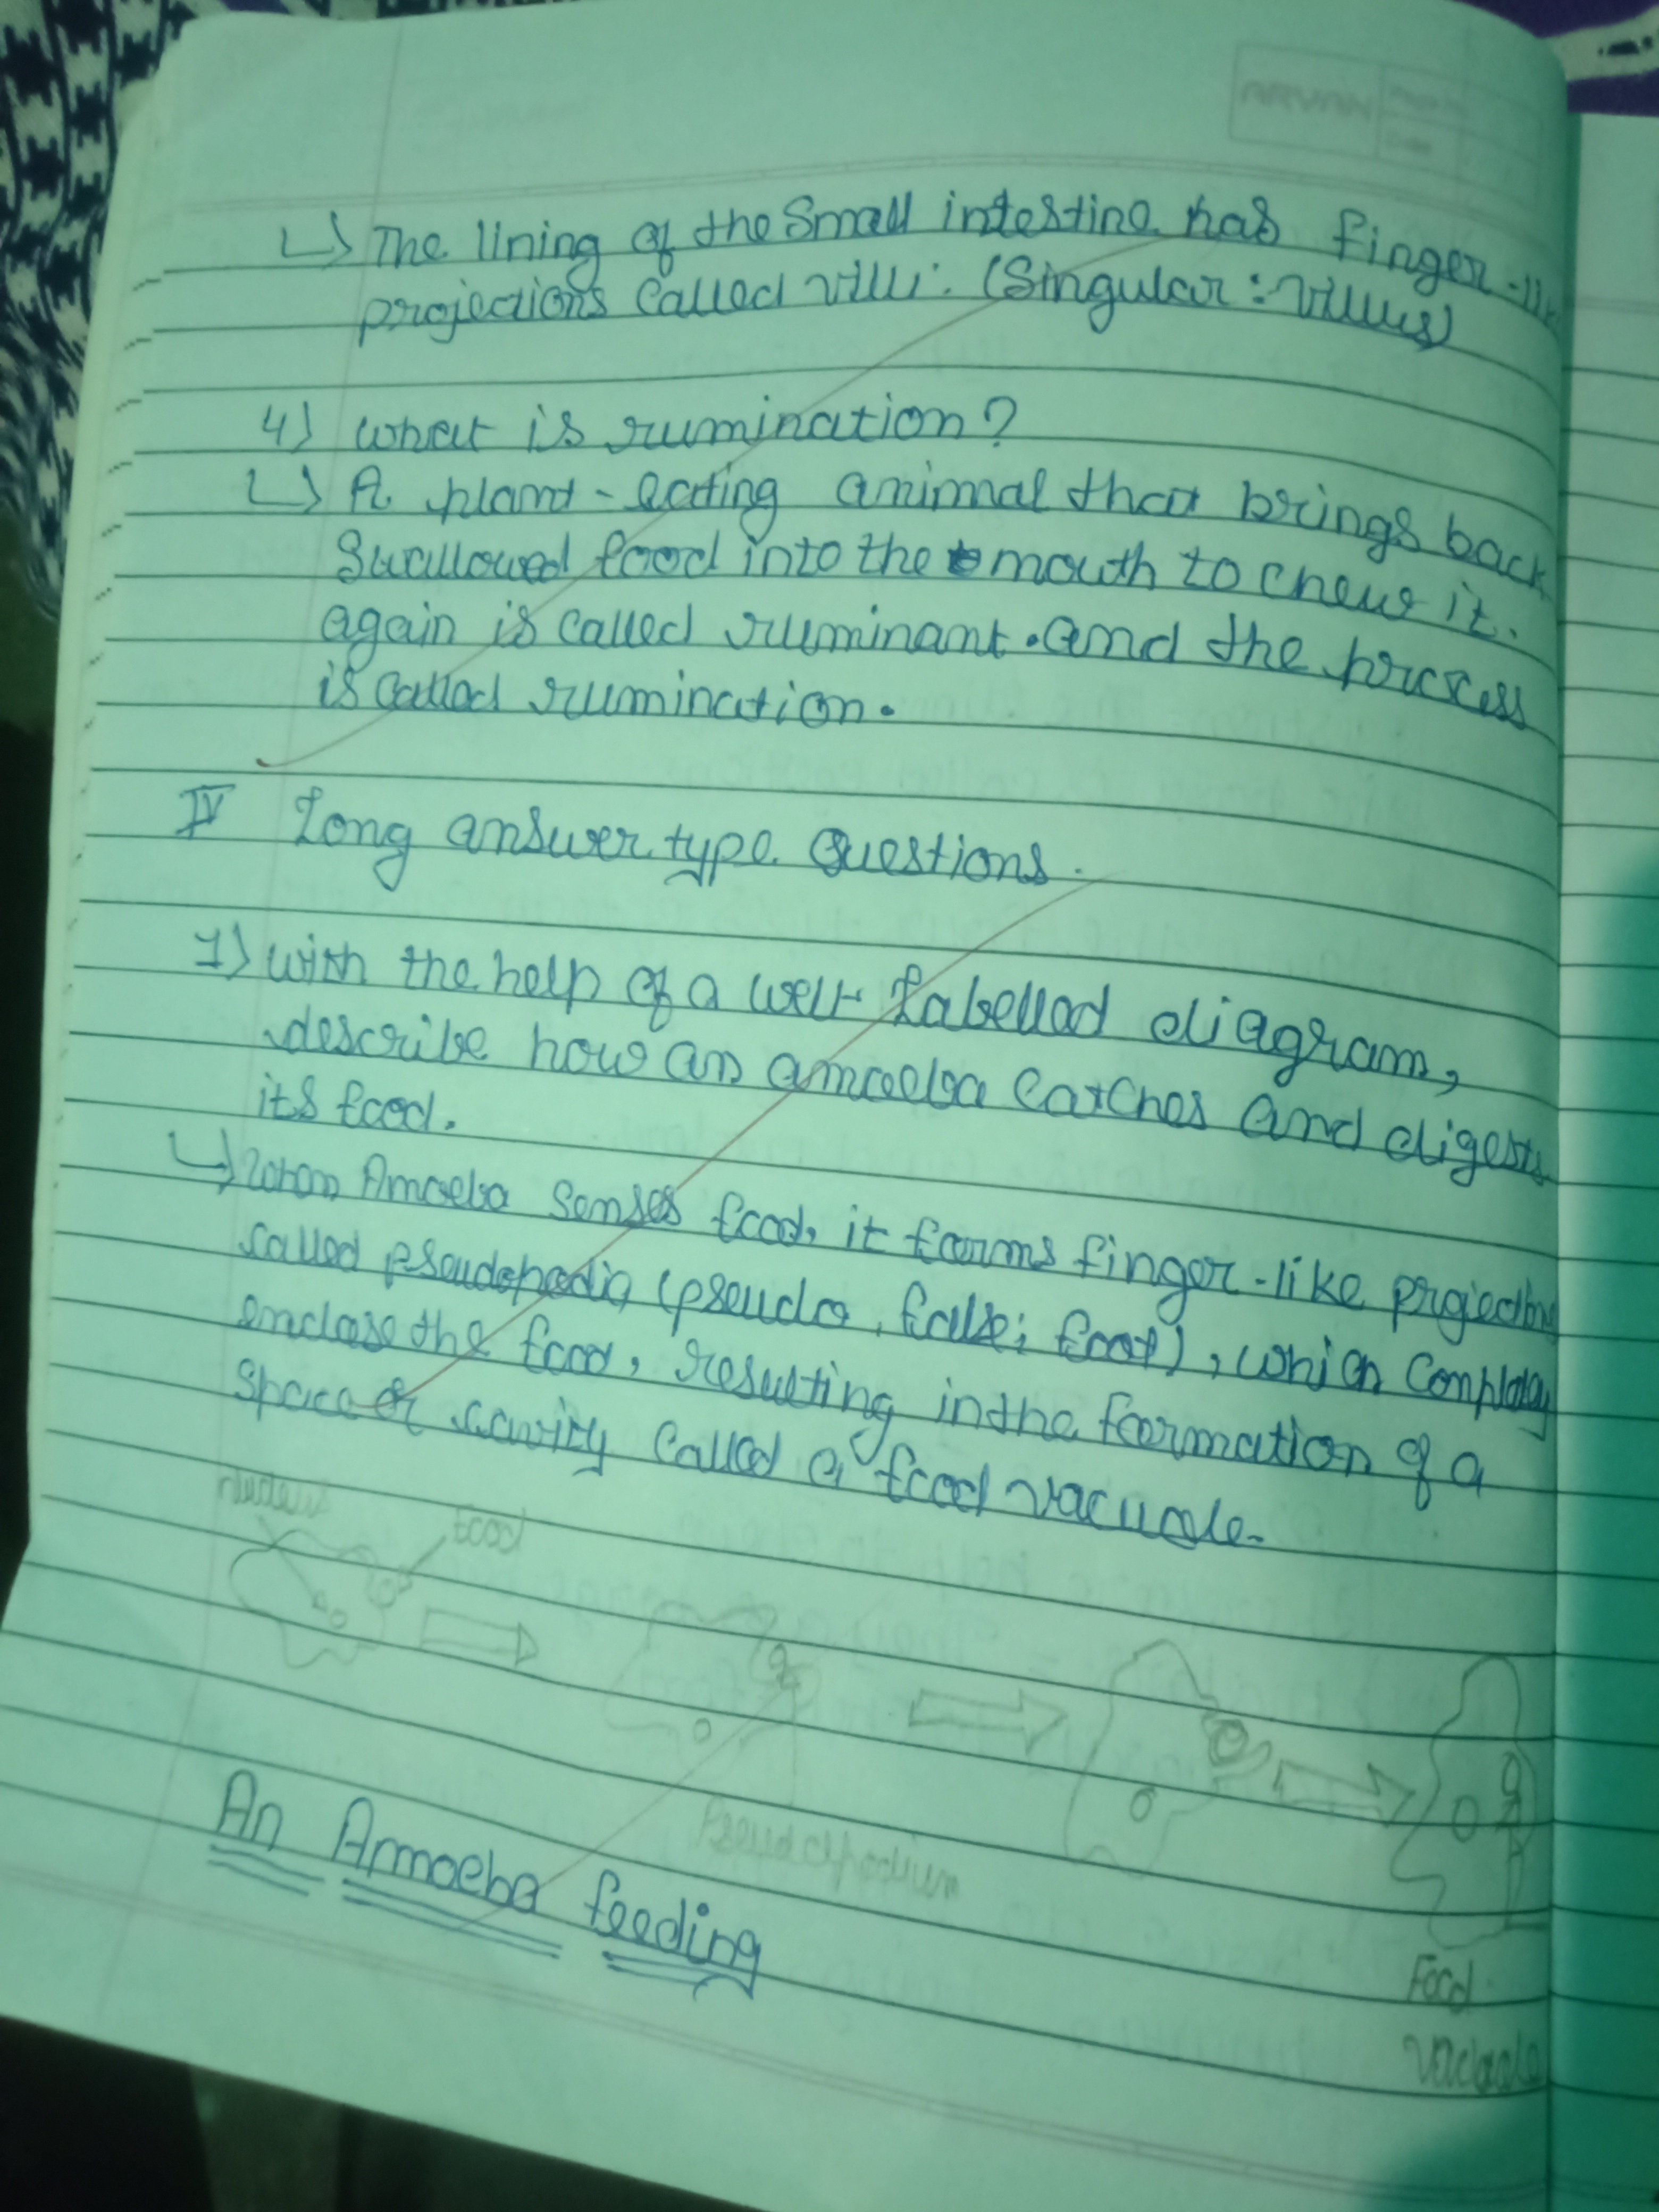 ARYAN
↳ The lining of the Small intestine has finger-lik
projections called villi. (Singular: villus)
4) what is rumination?
↳ A plant-eating animal that brings back
Swallowed food into the mouth to chew it.
again is called ruminant. and the process
is called rumination.
IV Long answer type Questions.
1) with the help of a well labelled diagram,
describe how an amoeba catches and digests
its food.
↳ When Amoeba senses food, it forms finger-like projections
called pseudopodia (pseudo, false; foot), which completely
enclose the food, resulting in the formation of a
space or cavity called a food vacuole.
Nucleus
Food
Pseudopodium
An Amoeba feeding
Food
Vacuole